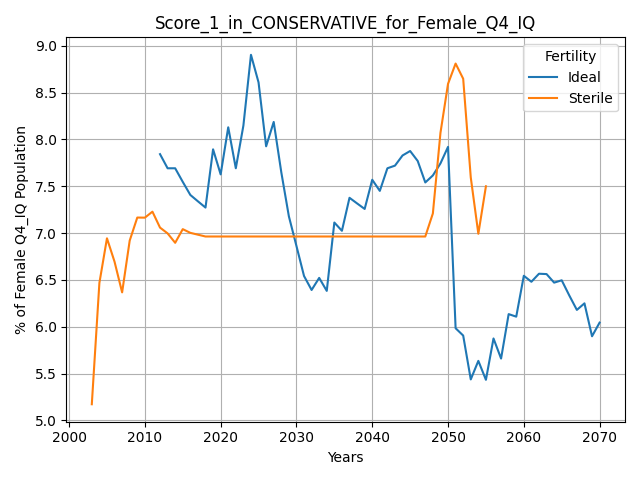 Score_1_in_CONSERVATIVE_for_Female_Q4_IQ
Fertility
Ideal
Sterile
% of Female Q4_IQ Population
9.0
8.5
8.0
7.5
7.0
6.5
6.0
5.5
5.0
2000 2010 2020 2030 2040 2050 2060 2070
Years